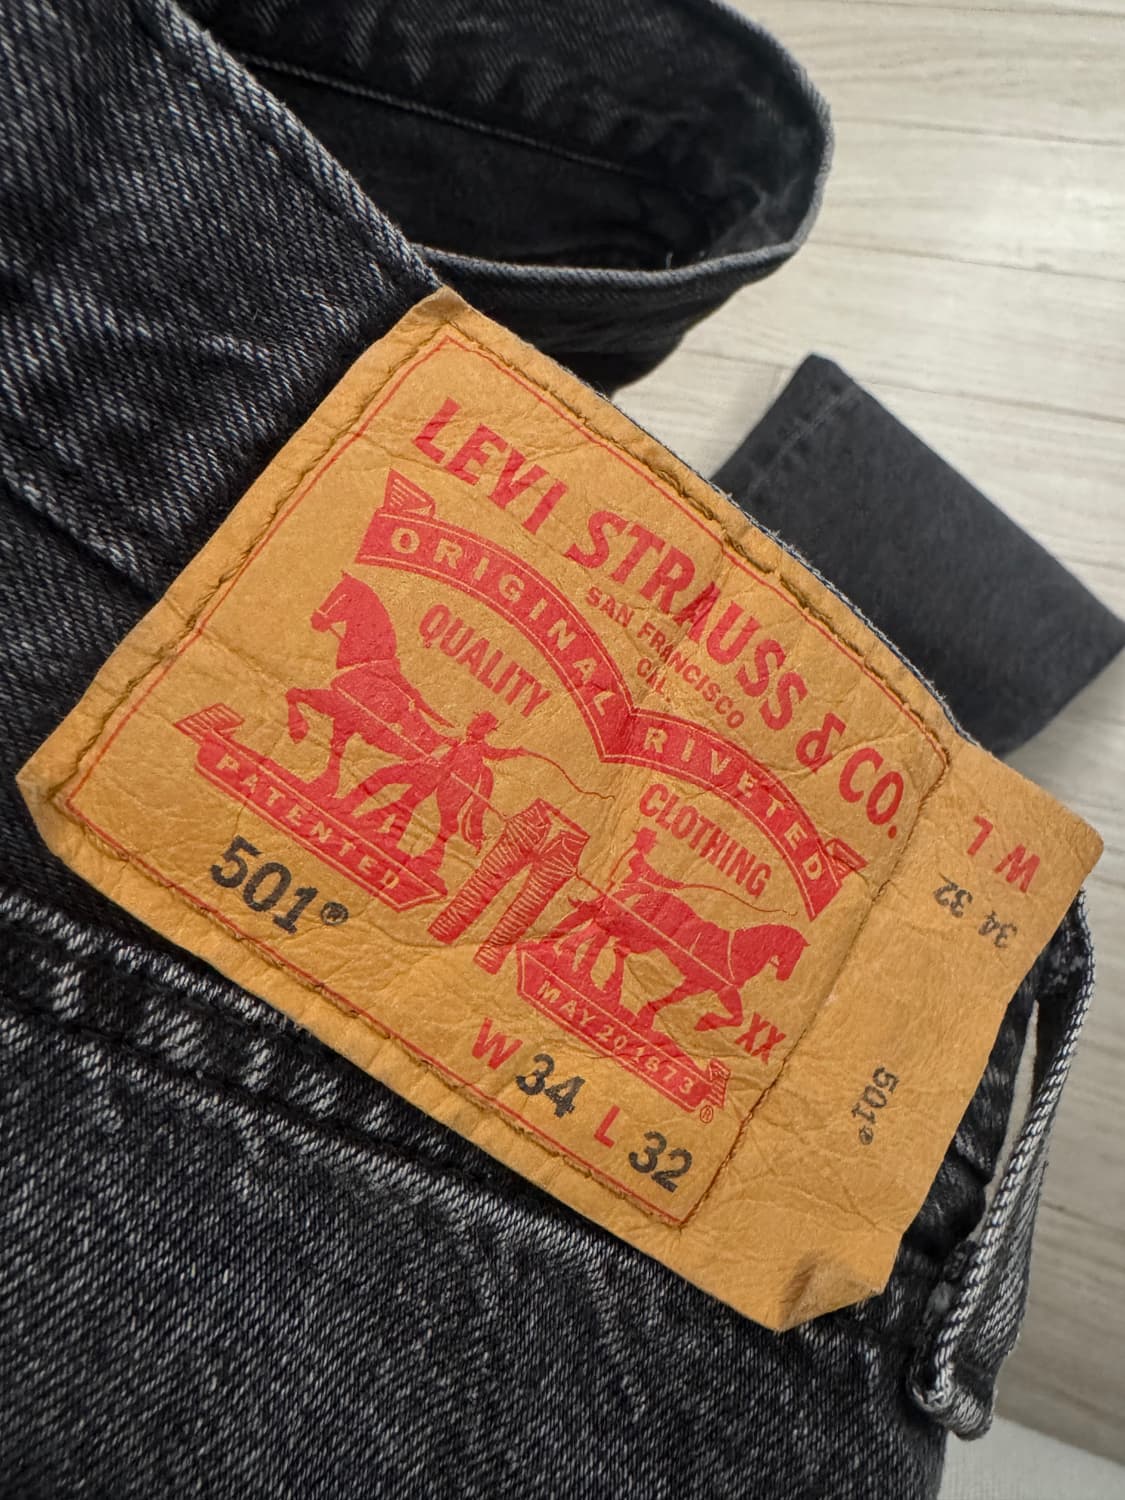 LEVI STRAUSS & CO.
SAN FRANCISCO
CAL.
ORIGINAL RIVETED
QUALITY CLOTHING
PATENTED
MAY 20 1873
XX
®
501®
W 34 L 32
W L
34 32
501®